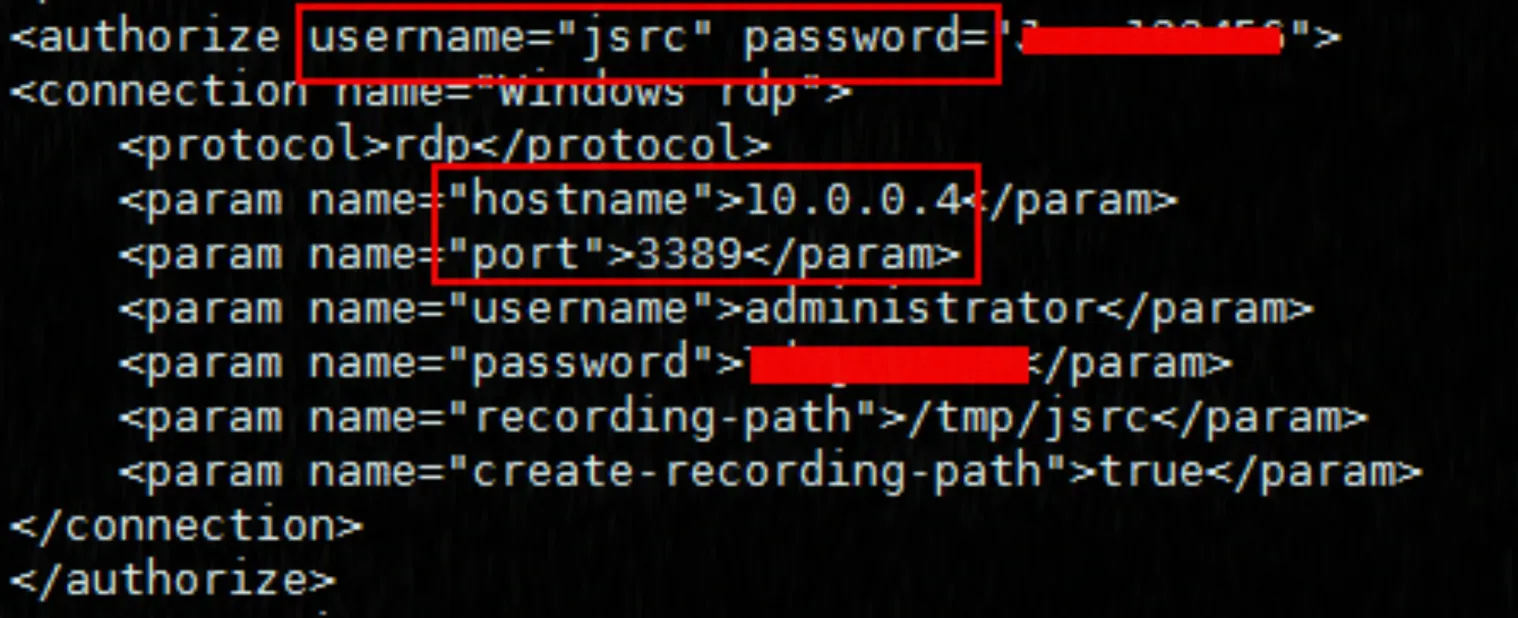 <authorize username="jsrc" password=" ">
<connection name="Windows rdp">
    <protocol>rdp</protocol>
    <param name="hostname">10.0.0.4</param>
    <param name="port">3389</param>
    <param name="username">administrator</param>
    <param name="password"></param>
    <param name="recording-path">/tmp/jsrc</param>
    <param name="create-recording-path">true</param>
</connection>
</authorize>